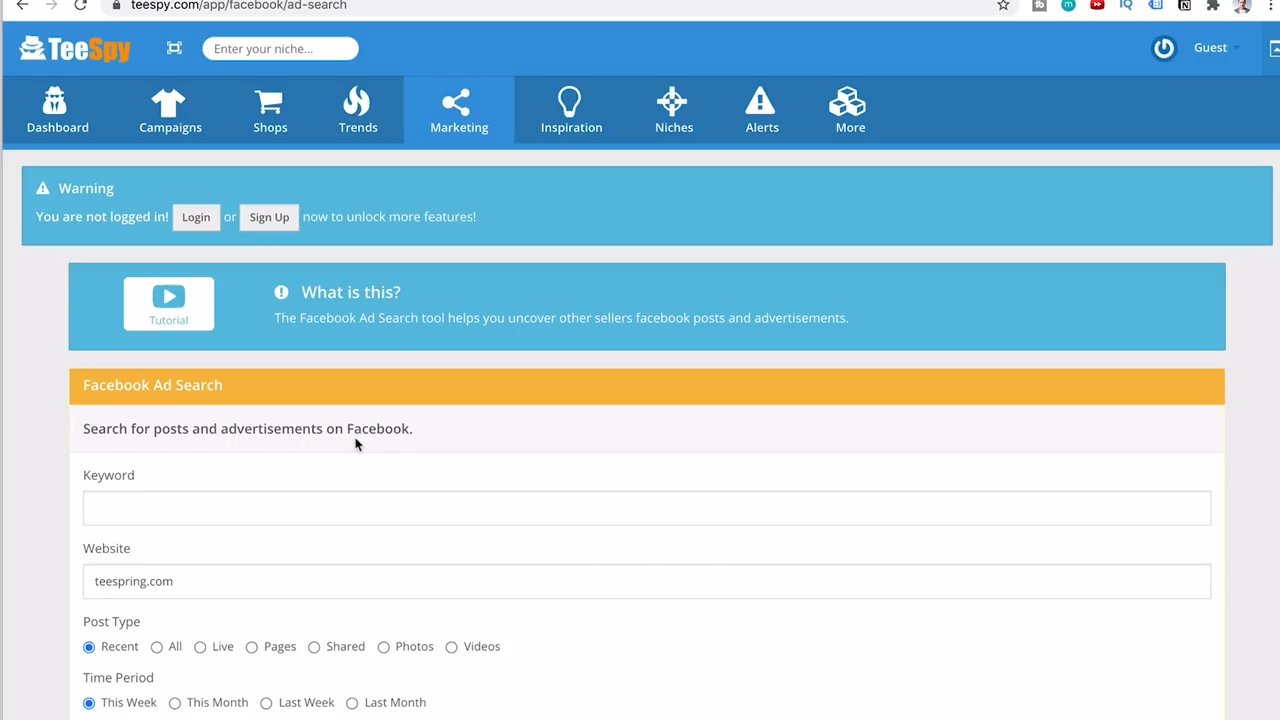 teespy.com/app/facebook/ad-search
TeeSpy
Enter your niche...
Guest
Dashboard
Campaigns
Shops
Trends
Marketing
Inspiration
Niches
Alerts
More
Warning
You are not logged in! Login or Sign Up now to unlock more features!
Tutorial
What is this?
The Facebook Ad Search tool helps you uncover other sellers facebook posts and advertisements.
Facebook Ad Search
Search for posts and advertisements on Facebook.
Keyword
Website
teespring.com
Post Type
Recent All Live Pages Shared Photos Videos
Time Period
This Week This Month Last Week Last Month